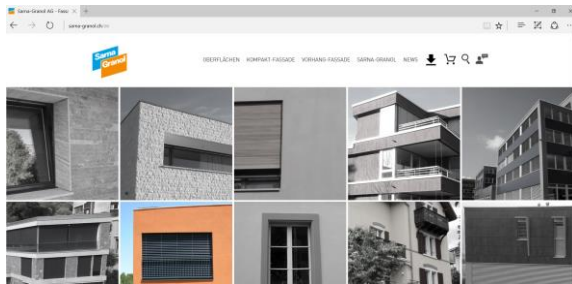 Sarna-Granol AG - Fass
sarna-granol.ch
Sarna
Granol
OBERFLÄCHEN KOMPAKT-FASSADE VORHANG-FASSADE SARNA-GRANOL NEWS